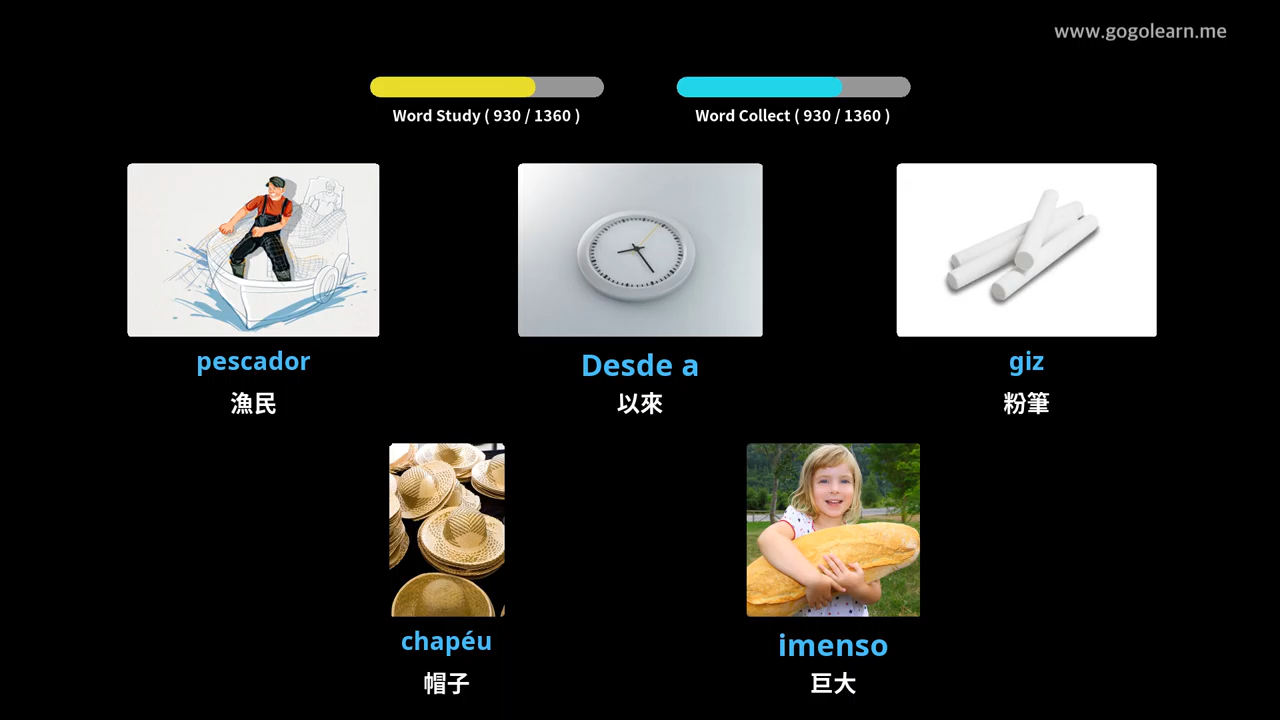 www.gogolearn.me
Word Study ( 930 / 1360 )
Word Collect ( 930 / 1360 )
pescador
漁民
Desde a
以來
giz
粉筆
chapéu
帽子
imenso
巨大